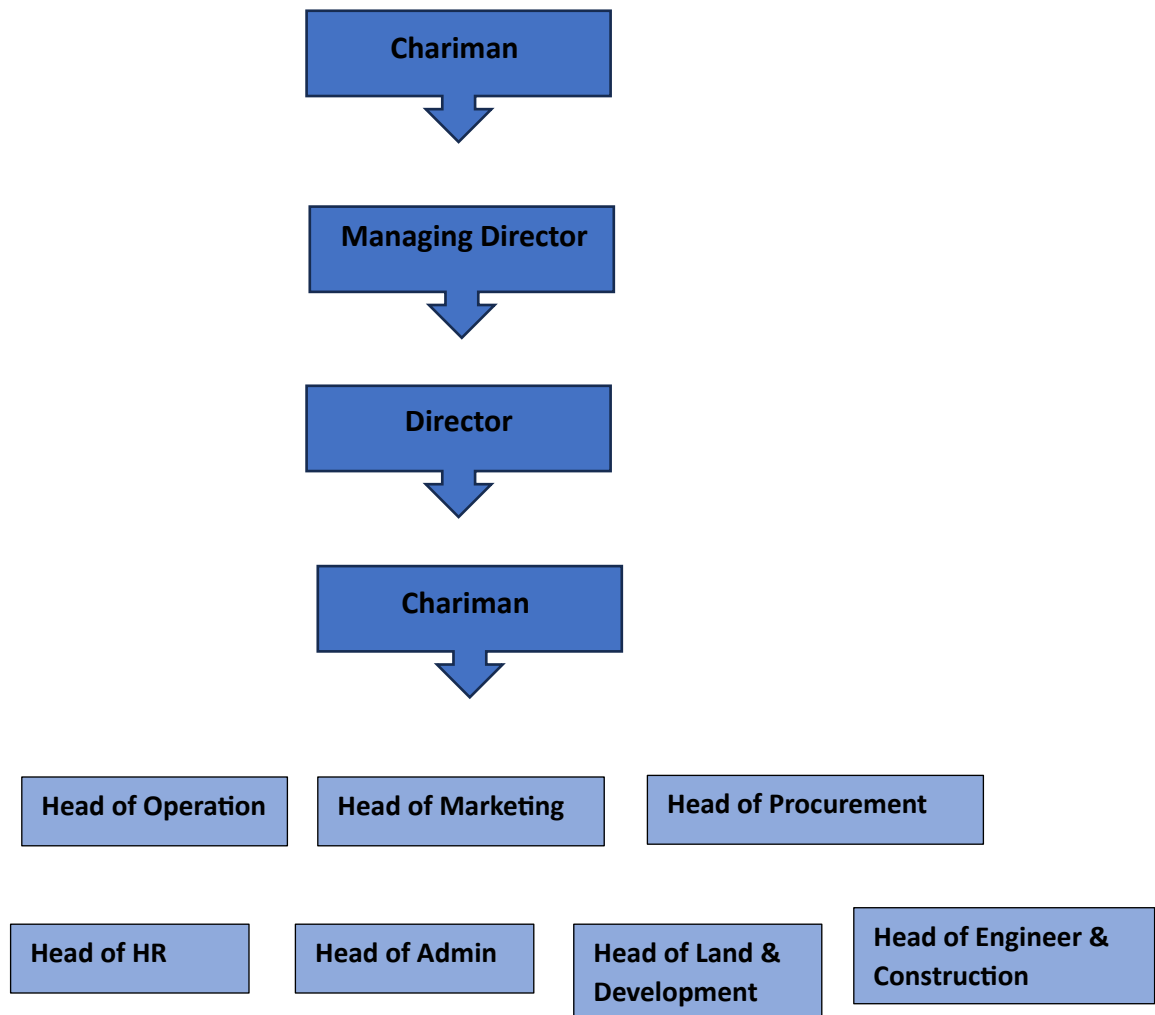 Chariman
Managing Director
Director
Chariman
Head of Operation
Head of Marketing
Head of Procurement
Head of HR
Head of Admin
Head of Land &
Development
Head of Engineer &
Construction